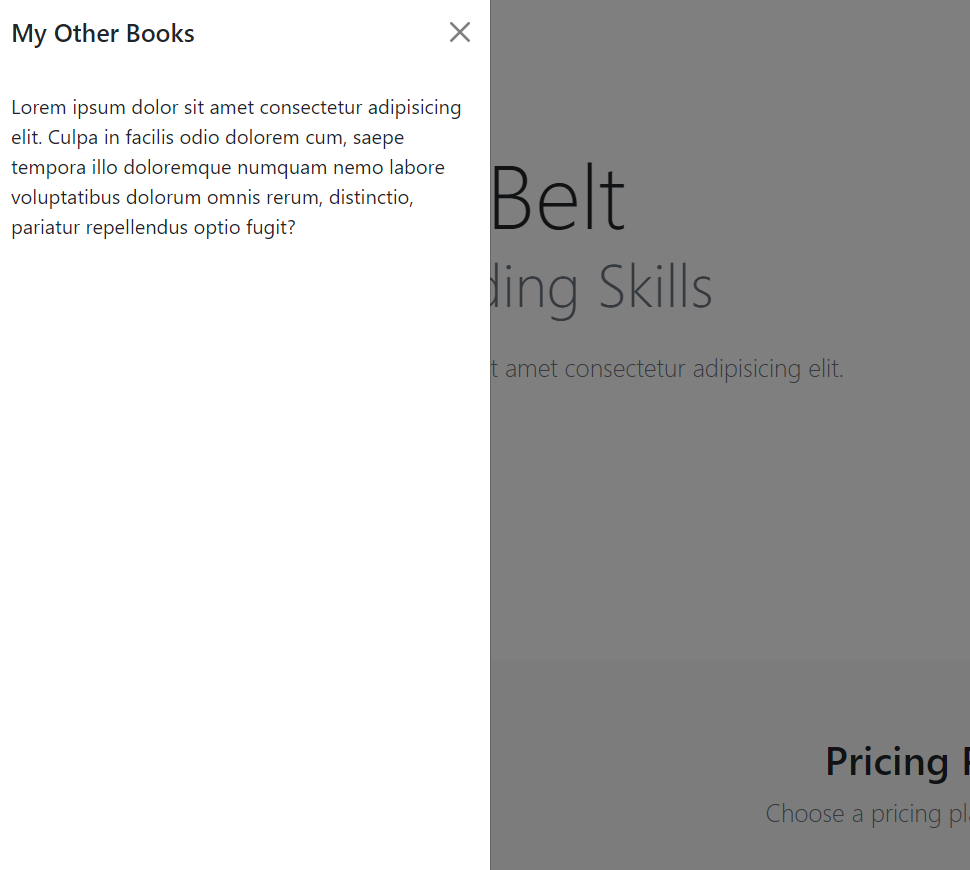 My Other Books
Lorem ipsum dolor sit amet consectetur adipisicing
elit. Culpa in facilis odio dolorem cum, saepe
tempora illo doloremque numquam nemo labore
voluptatibus dolorum omnis rerum, distinctio,
pariatur repellendus optio fugit?
Belt
ding Skills
t amet consectetur adipisicing elit.
Pricing
Choose a pricing